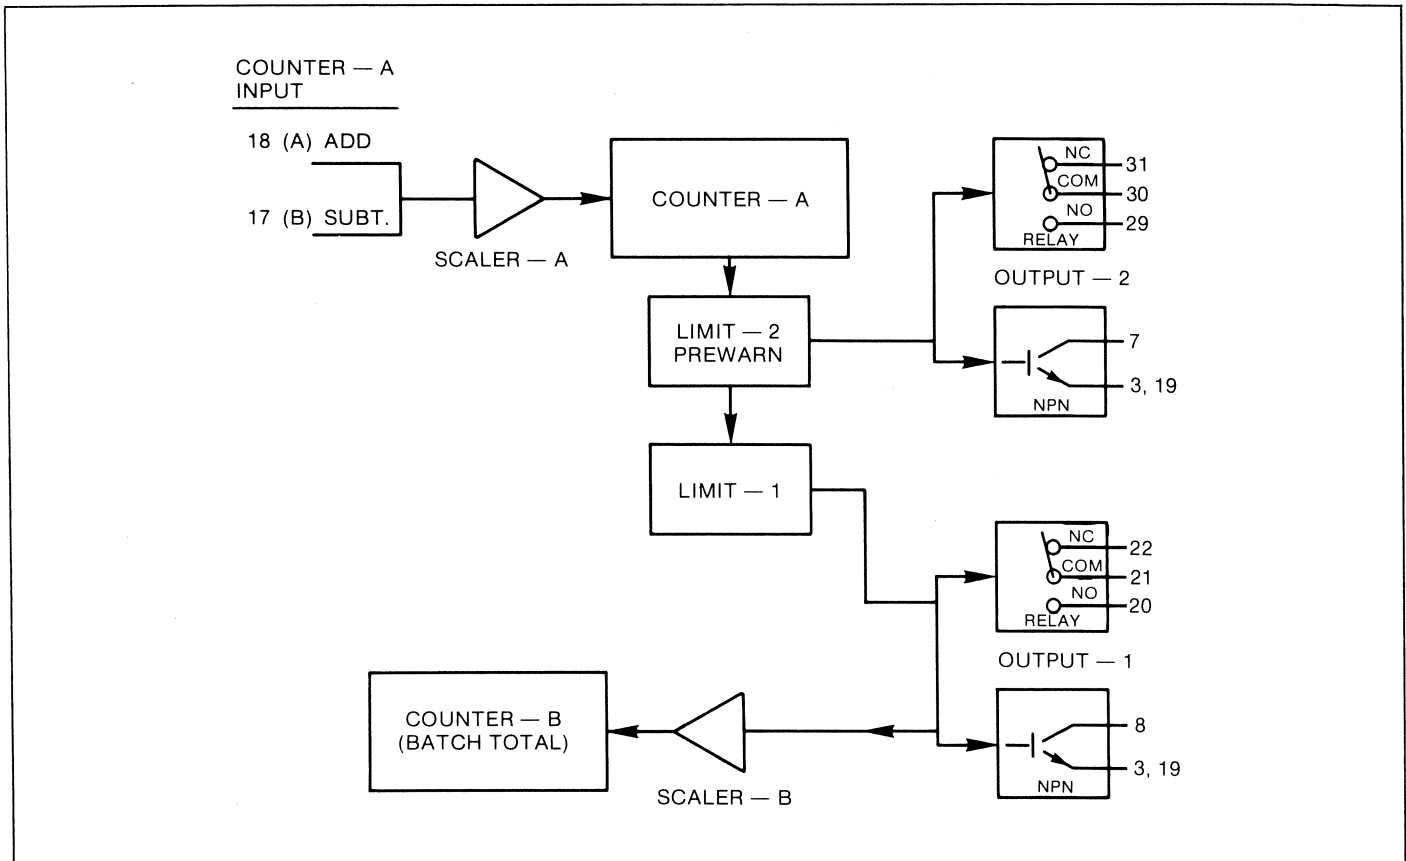 COUNTER — A
INPUT
18 (A) ADD
17 (B) SUBT.
SCALER — A
COUNTER — A
LIMIT — 2
PREWARN
LIMIT — 1
NC
31
COM
30
NO
29
RELAY
OUTPUT — 2
7
3, 19
NPN
NC
22
COM
21
NO
20
RELAY
OUTPUT — 1
8
3, 19
NPN
COUNTER — B
(BATCH TOTAL)
SCALER — B